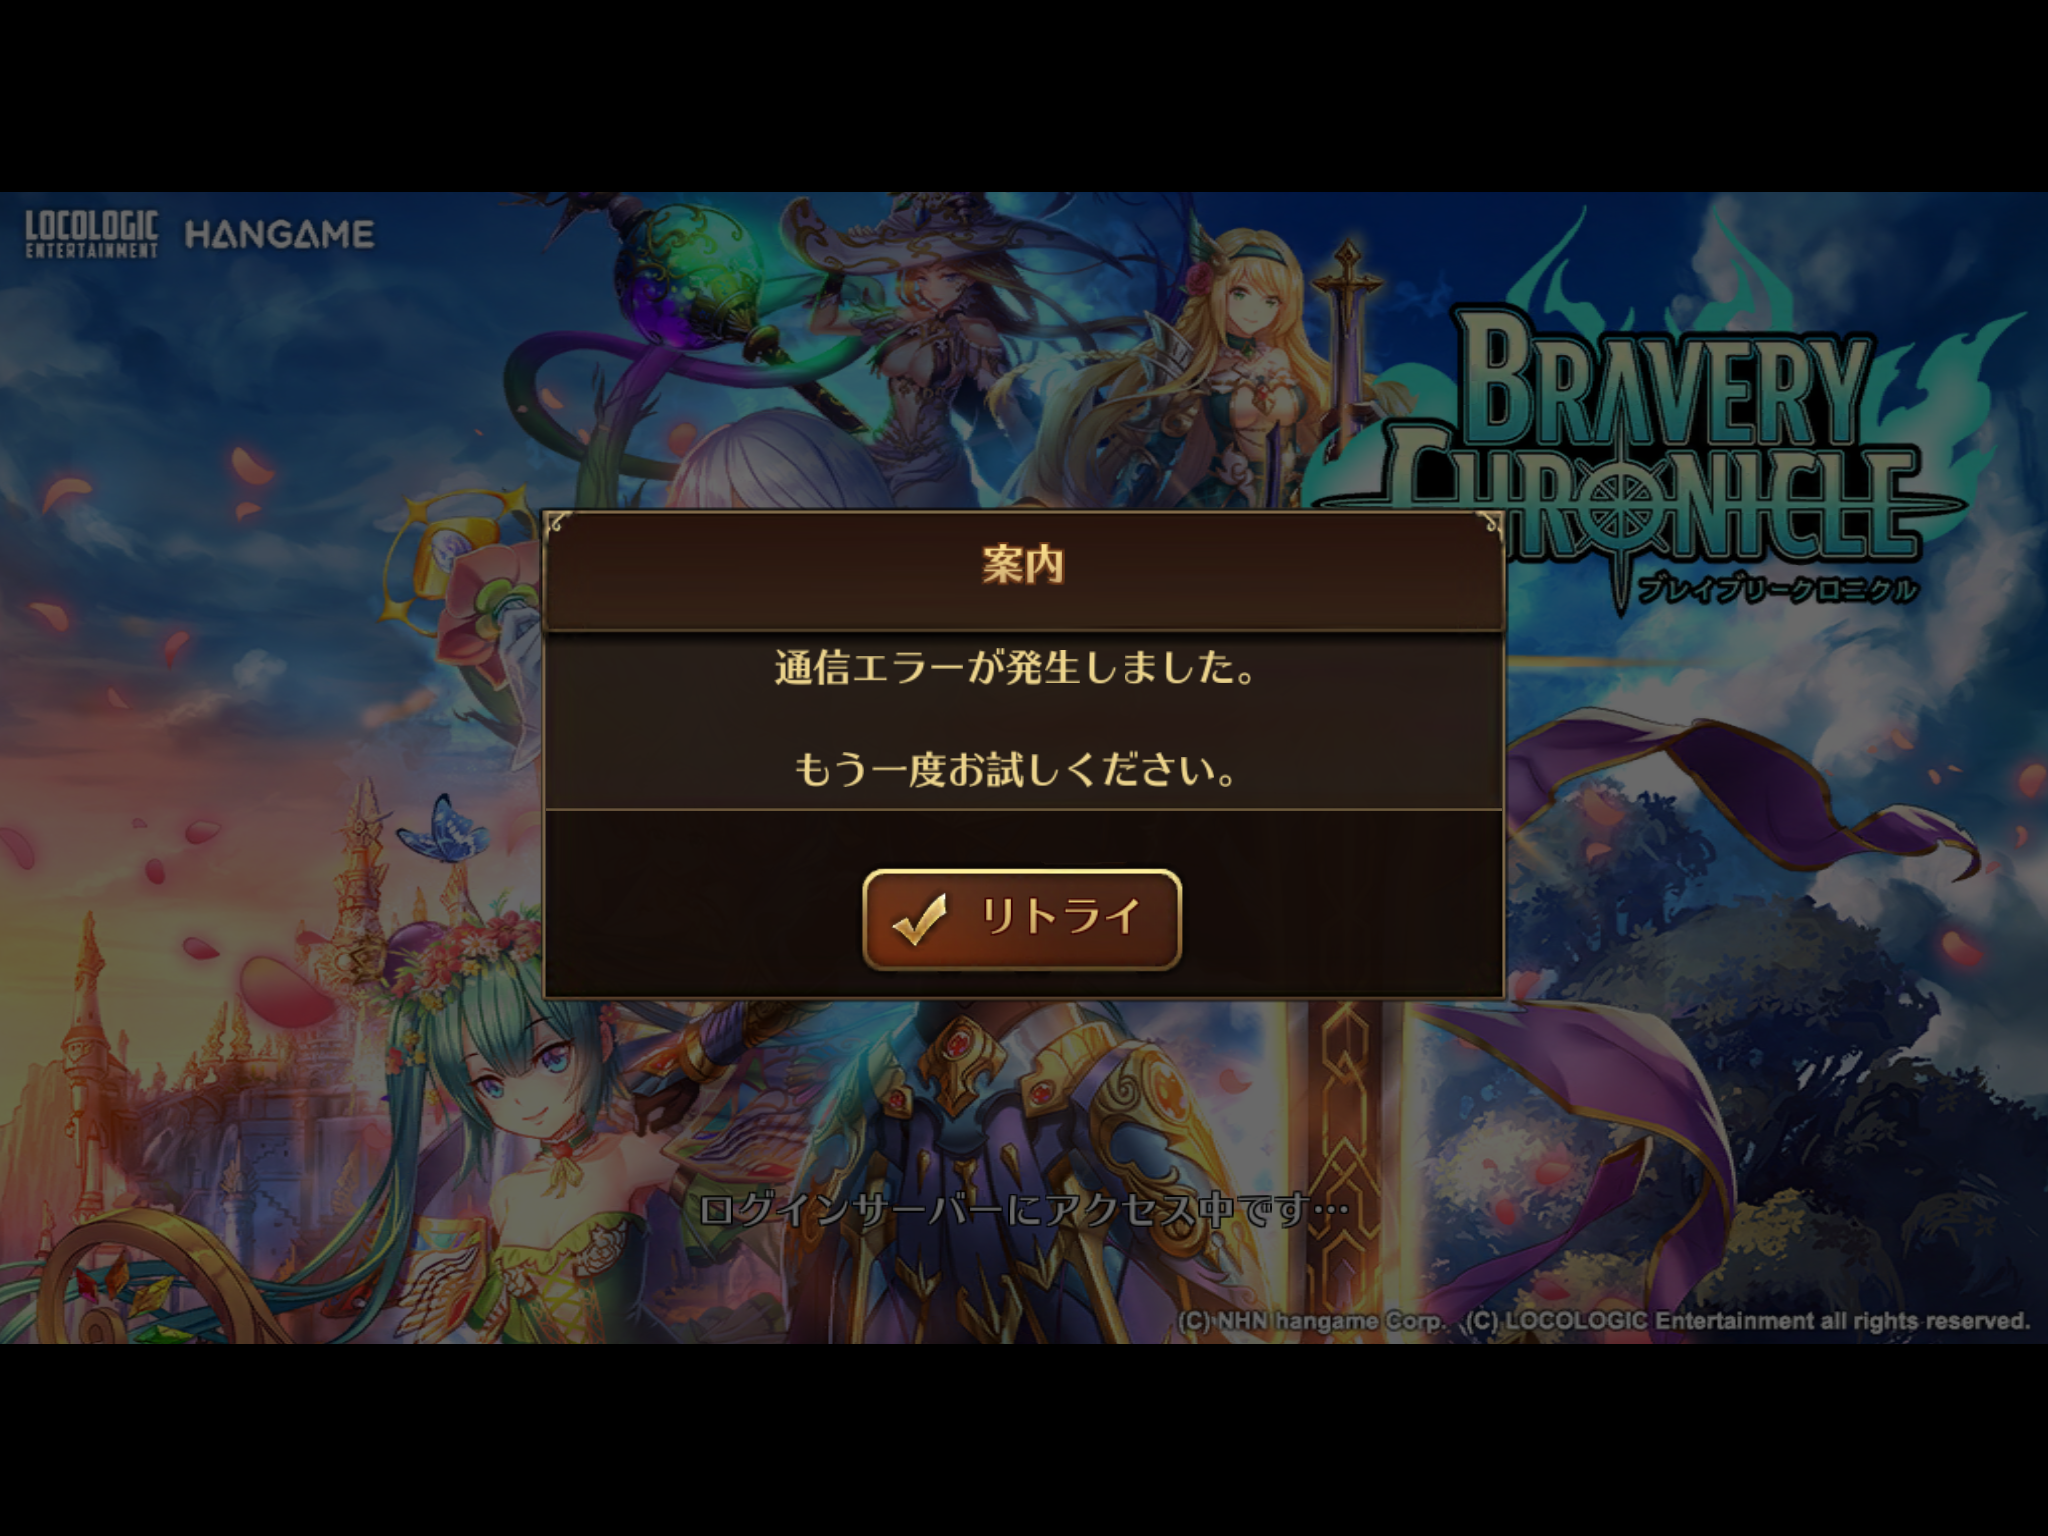 LOCOLOGIC
ENTERTAINMENT
HANGAME
BRAVERY
CHRONICLE
ブレイブリークロニクル
案内
通信エラーが発生しました。
もう一度お試しください。
リトライ
ログインサーバーにアクセス中です…
(C) NHN hangame Corp. (C) LOCOLOGIC Entertainment all rights reserved.